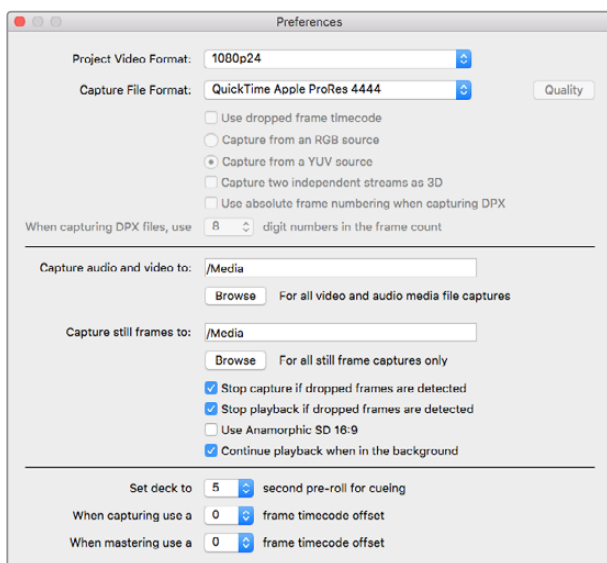 Preferences
Project Video Format: 1080p24
Capture File Format: QuickTime Apple ProRes 4444 Quality
Use dropped frame timecode
Capture from an RGB source
Capture from a YUV source
Capture two independent streams as 3D
Use absolute frame numbering when capturing DPX
When capturing DPX files, use 8 digit numbers in the frame count
Capture audio and video to: /Media
Browse For all video and audio media file captures
Capture still frames to: /Media
Browse For all still frame captures only
Stop capture if dropped frames are detected
Stop playback if dropped frames are detected
Use Anamorphic SD 16:9
Continue playback when in the background
Set deck to 5 second pre-roll for cueing
When capturing use a 0 frame timecode offset
When mastering use a 0 frame timecode offset